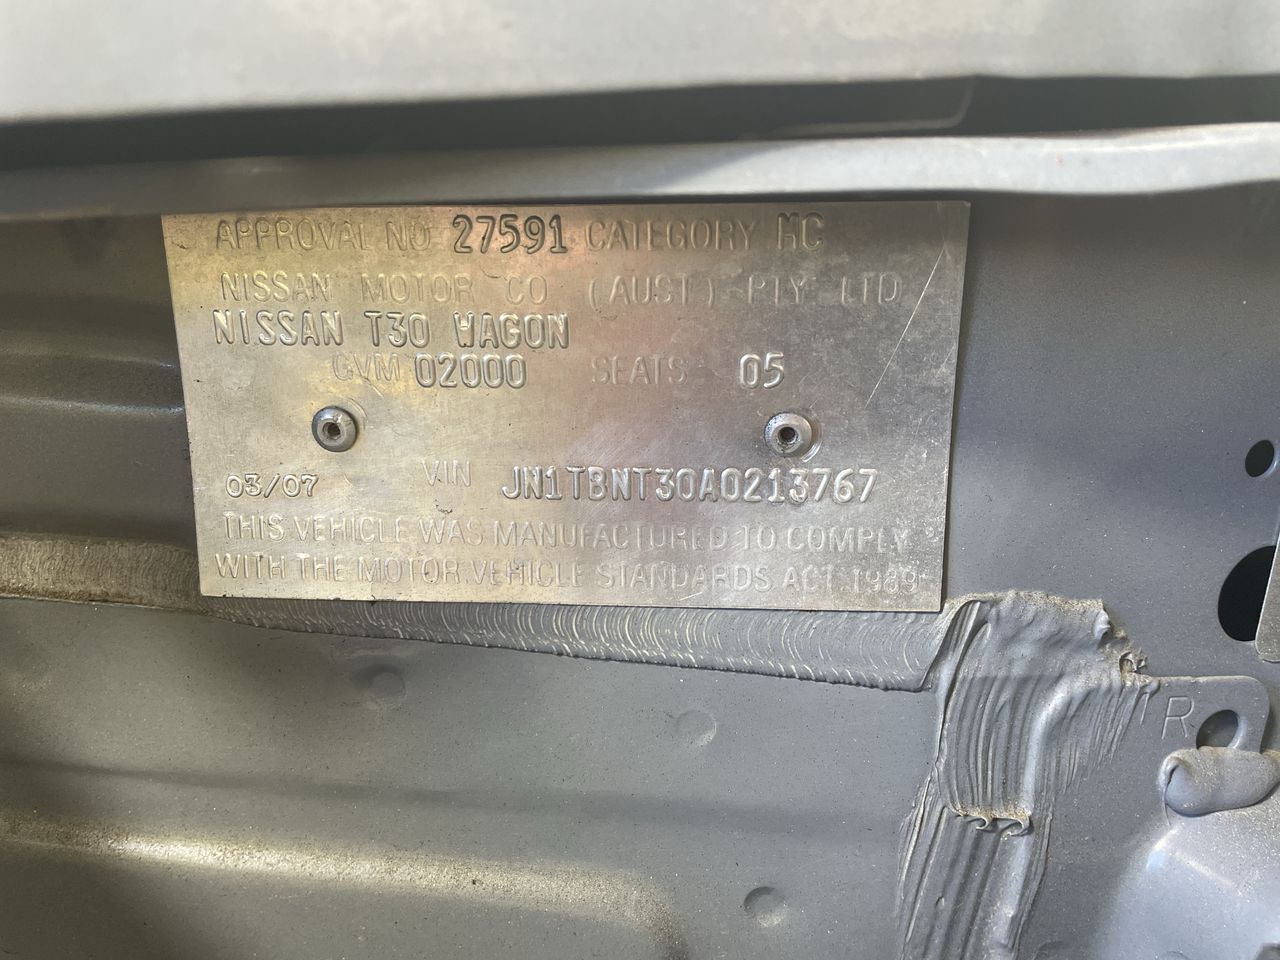 APPROVAL NO 27591 CATEGORY MC
NISSAN MOTOR CO (AUST) PTY LTD
NISSAN T30 WAGON
GVM 02000 SEATS 05
03/07 VIN JN1TBNT30A0213767
THIS VEHICLE WAS MANUFACTURED TO COMPLY
WITH THE MOTOR VEHICLE STANDARDS ACT 1989
R